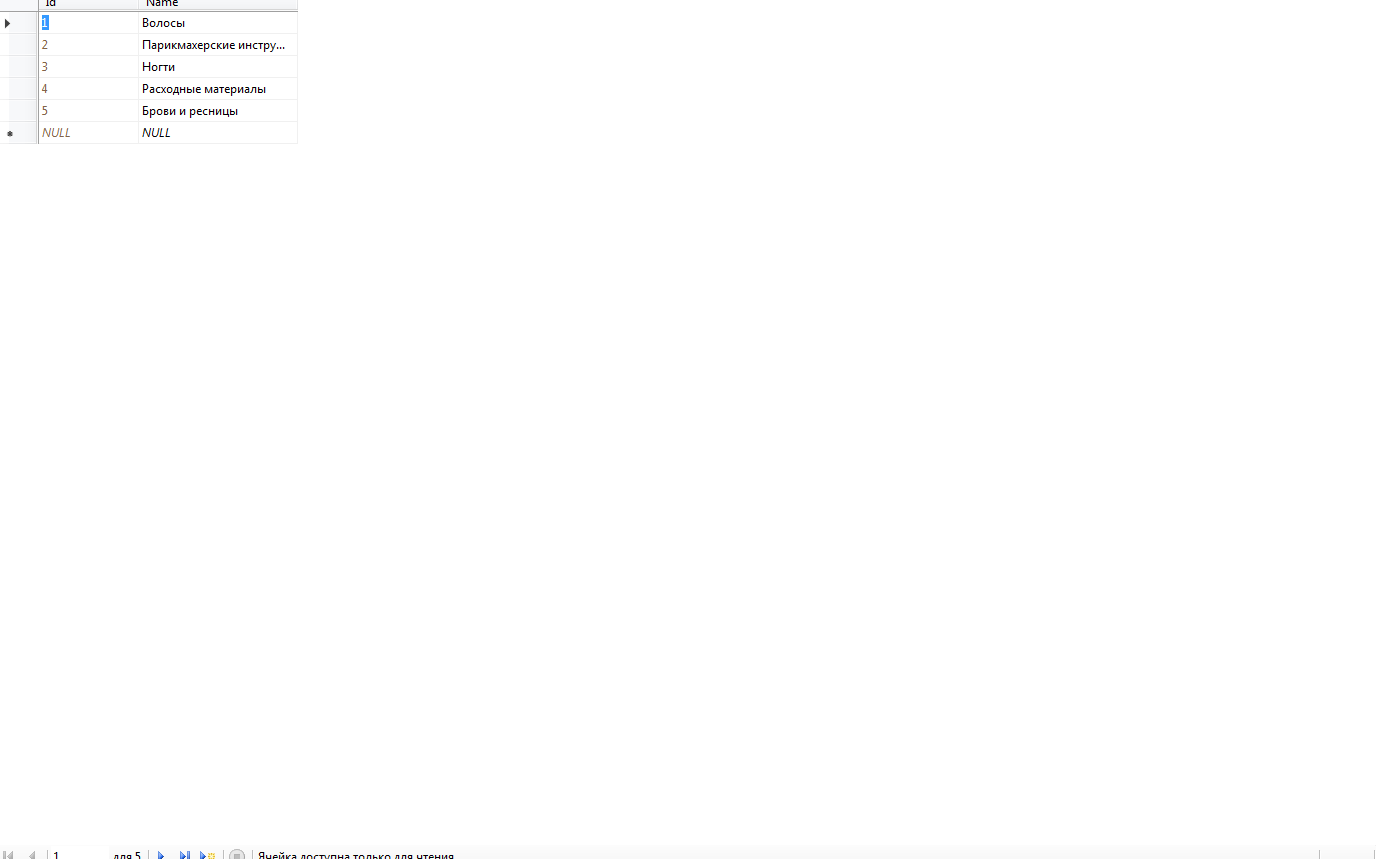 Id Name
1 Волосы
2 Парикмахерские инстру...
3 Ногти
4 Расходные материалы
5 Брови и ресницы
NULL NULL
1 для 5 Ячейка доступна только для чтения.